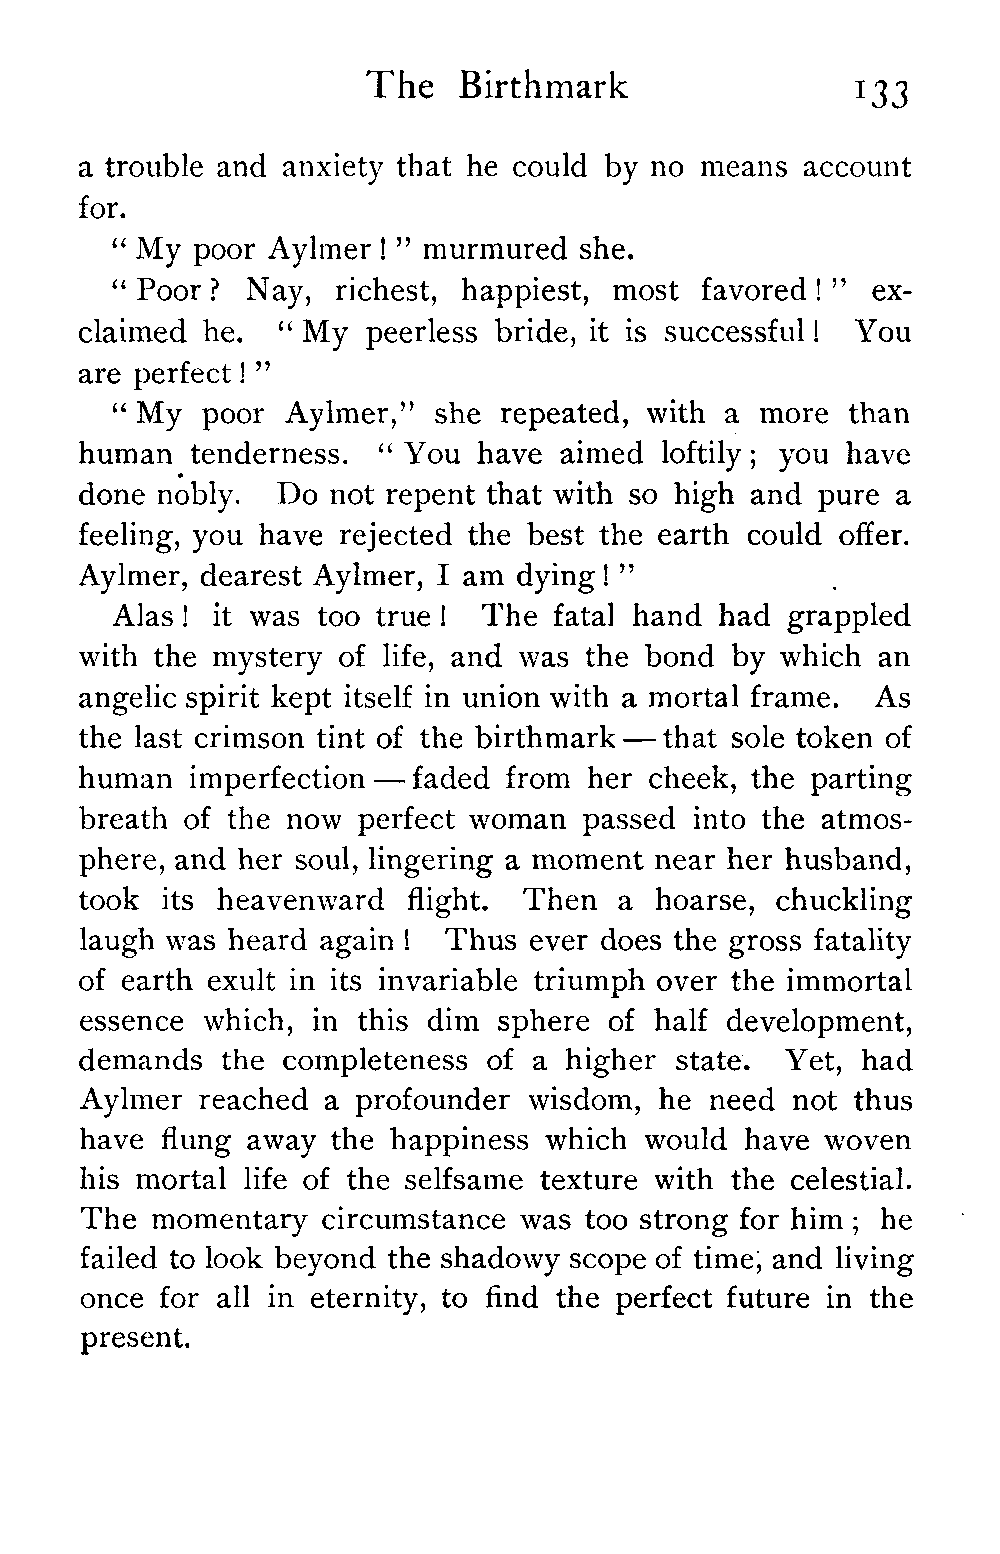 The Birthmark 133
a trouble and anxiety that he could by no means account
for.
“ My poor Aylmer ! ” murmured she.
“ Poor ? Nay, richest, happiest, most favored ! ” ex-
claimed he. “ My peerless bride, it is successful ! You
are perfect ! ”
“ My poor Aylmer,” she repeated, with a more than
human tenderness. “ You have aimed loftily ; you have
done nobly. Do not repent that with so high and pure a
feeling, you have rejected the best the earth could offer.
Aylmer, dearest Aylmer, I am dying ! ”
Alas ! it was too true ! The fatal hand had grappled
with the mystery of life, and was the bond by which an
angelic spirit kept itself in union with a mortal frame. As
the last crimson tint of the birthmark — that sole token of
human imperfection — faded from her cheek, the parting
breath of the now perfect woman passed into the atmos-
phere, and her soul, lingering a moment near her husband,
took its heavenward flight. Then a hoarse, chuckling
laugh was heard again ! Thus ever does the gross fatality
of earth exult in its invariable triumph over the immortal
essence which, in this dim sphere of half development,
demands the completeness of a higher state. Yet, had
Aylmer reached a profounder wisdom, he need not thus
have flung away the happiness which would have woven
his mortal life of the selfsame texture with the celestial.
The momentary circumstance was too strong for him ; he
failed to look beyond the shadowy scope of time, and living
once for all in eternity, to find the perfect future in the
present.